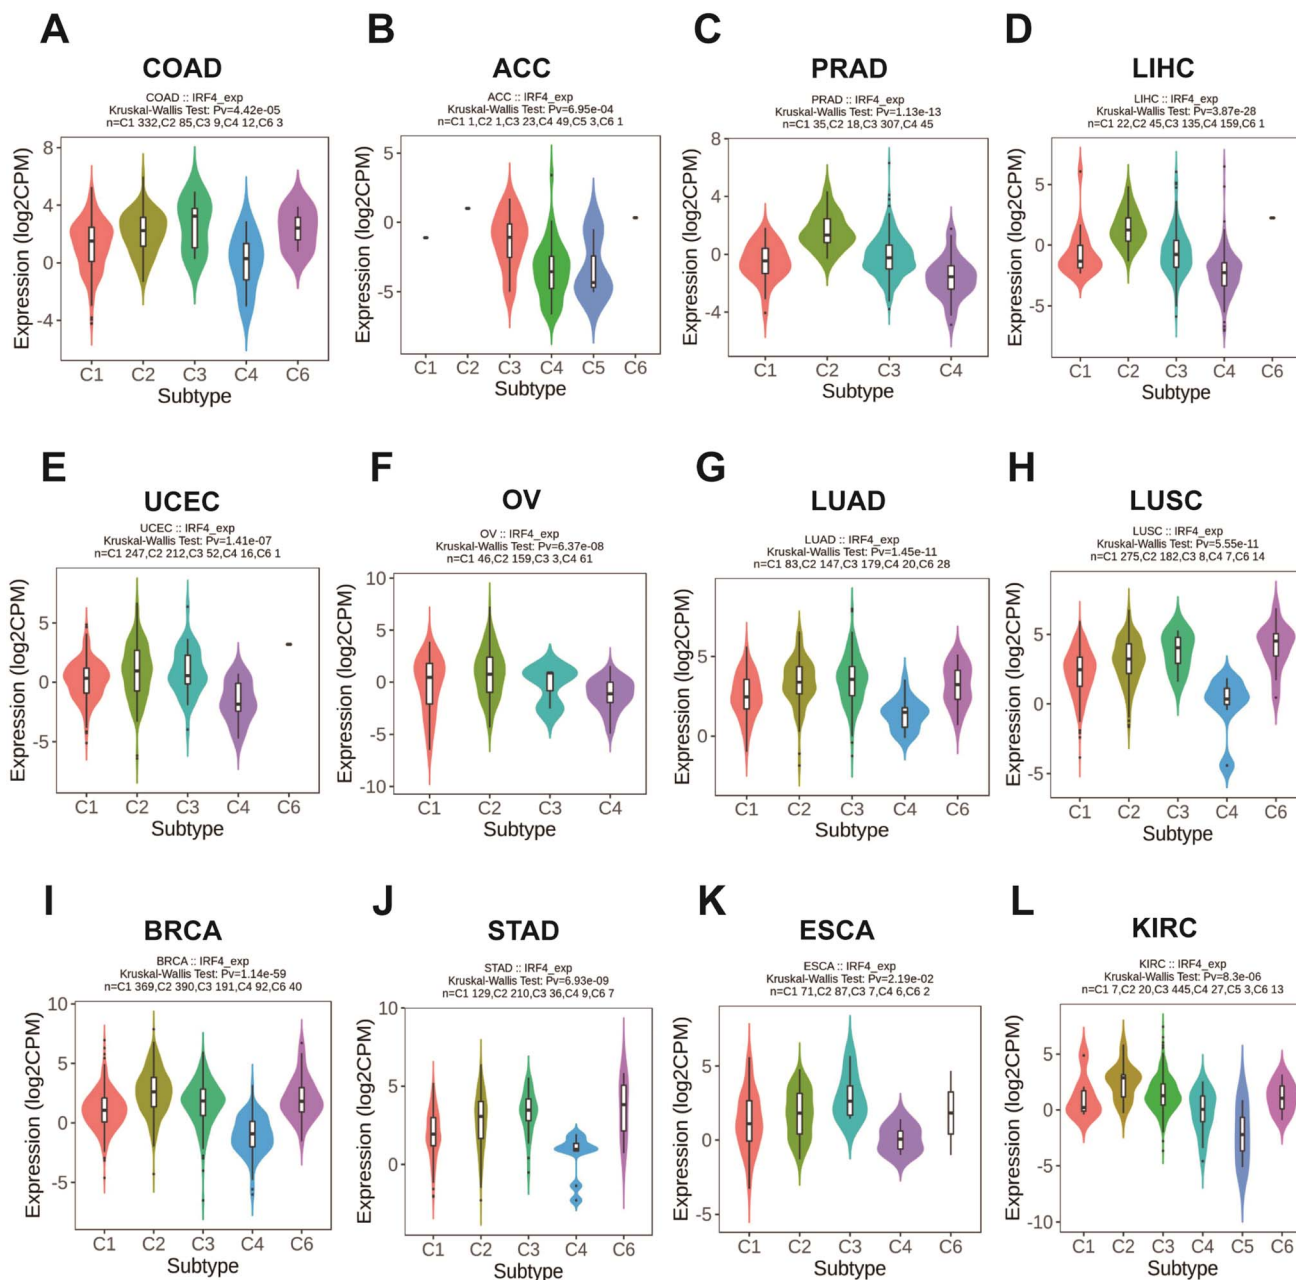 A
COAD
COAD :: IRF4_exp
Kruskal-Wallis Test: Pv=4.42e-05
n=C1 332,C2 85,C3 9,C4 12,C6 3
Expression (log2CPM)
8
4
0
-4
C1 C2 C3 C4 C6
Subtype
B
ACC
ACC :: IRF4_exp
Kruskal-Wallis Test: Pv=6.95e-04
n=C1 1,C2 1,C3 23,C4 49,C5 3,C6 1
Expression (log2CPM)
5
0
-5
C1 C2 C3 C4 C5 C6
Subtype
C
PRAD
PRAD :: IRF4_exp
Kruskal-Wallis Test: Pv=1.13e-13
n=C1 35,C2 18,C3 307,C4 45
Expression (log2CPM)
8
4
0
-4
C1 C2 C3 C4
Subtype
D
LIHC
LIHC :: IRF4_exp
Kruskal-Wallis Test: Pv=3.87e-28
n=C1 22,C2 45,C3 135,C4 159,C6 1
Expression (log2CPM)
5
0
-5
C1 C2 C3 C4 C6
Subtype
E
UCEC
UCEC :: IRF4_exp
Kruskal-Wallis Test: Pv=1.41e-07
n=C1 247,C2 212,C3 52,C4 16,C6 1
Expression (log2CPM)
5
0
-5
C1 C2 C3 C4 C6
Subtype
F
OV
OV :: IRF4_exp
Kruskal-Wallis Test: Pv=6.37e-08
n=C1 46,C2 159,C3 3,C4 61
Expression (log2CPM)
10
5
0
-5
-10
C1 C2 C3 C4
Subtype
G
LUAD
LUAD :: IRF4_exp
Kruskal-Wallis Test: Pv=1.45e-11
n=C1 83,C2 147,C3 179,C4 20,C6 28
Expression (log2CPM)
5
0
C1 C2 C3 C4 C6
Subtype
H
LUSC
LUSC :: IRF4_exp
Kruskal-Wallis Test: Pv=5.55e-11
n=C1 275,C2 182,C3 8,C4 7,C6 14
Expression (log2CPM)
5
0
-5
C1 C2 C3 C4 C6
Subtype
I
BRCA
BRCA :: IRF4_exp
Kruskal-Wallis Test: Pv=1.14e-59
n=C1 369,C2 390,C3 191,C4 92,C6 40
Expression (log2CPM)
10
5
0
-5
C1 C2 C3 C4 C6
Subtype
J
STAD
STAD :: IRF4_exp
Kruskal-Wallis Test: Pv=6.93e-09
n=C1 129,C2 210,C3 36,C4 9,C6 7
Expression (log2CPM)
10
5
0
C1 C2 C3 C4 C6
Subtype
K
ESCA
ESCA :: IRF4_exp
Kruskal-Wallis Test: Pv=2.19e-02
n=C1 71,C2 87,C3 7,C4 6,C6 2
Expression (log2CPM)
5
0
-5
C1 C2 C3 C4 C6
Subtype
L
KIRC
KIRC :: IRF4_exp
Kruskal-Wallis Test: Pv=8.3e-06
n=C1 7,C2 20,C3 445,C4 27,C5 3,C6 13
Expression (log2CPM)
5
0
-5
-10
C1 C2 C3 C4 C5 C6
Subtype